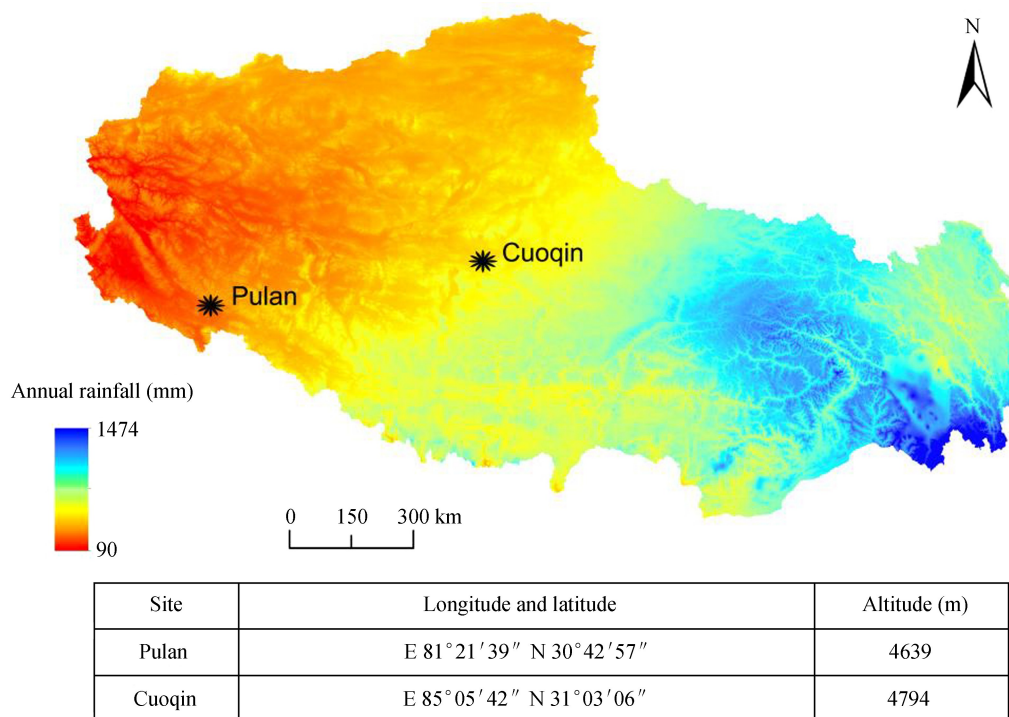 N
Cuoqin
Pulan
Annual rainfall (mm)
1474
90
0 150 300 km
Site Longitude and latitude Altitude (m)
Pulan E 81°21′39″ N 30°42′57″ 4639
Cuoqin E 85°05′42″ N 31°03′06″ 4794